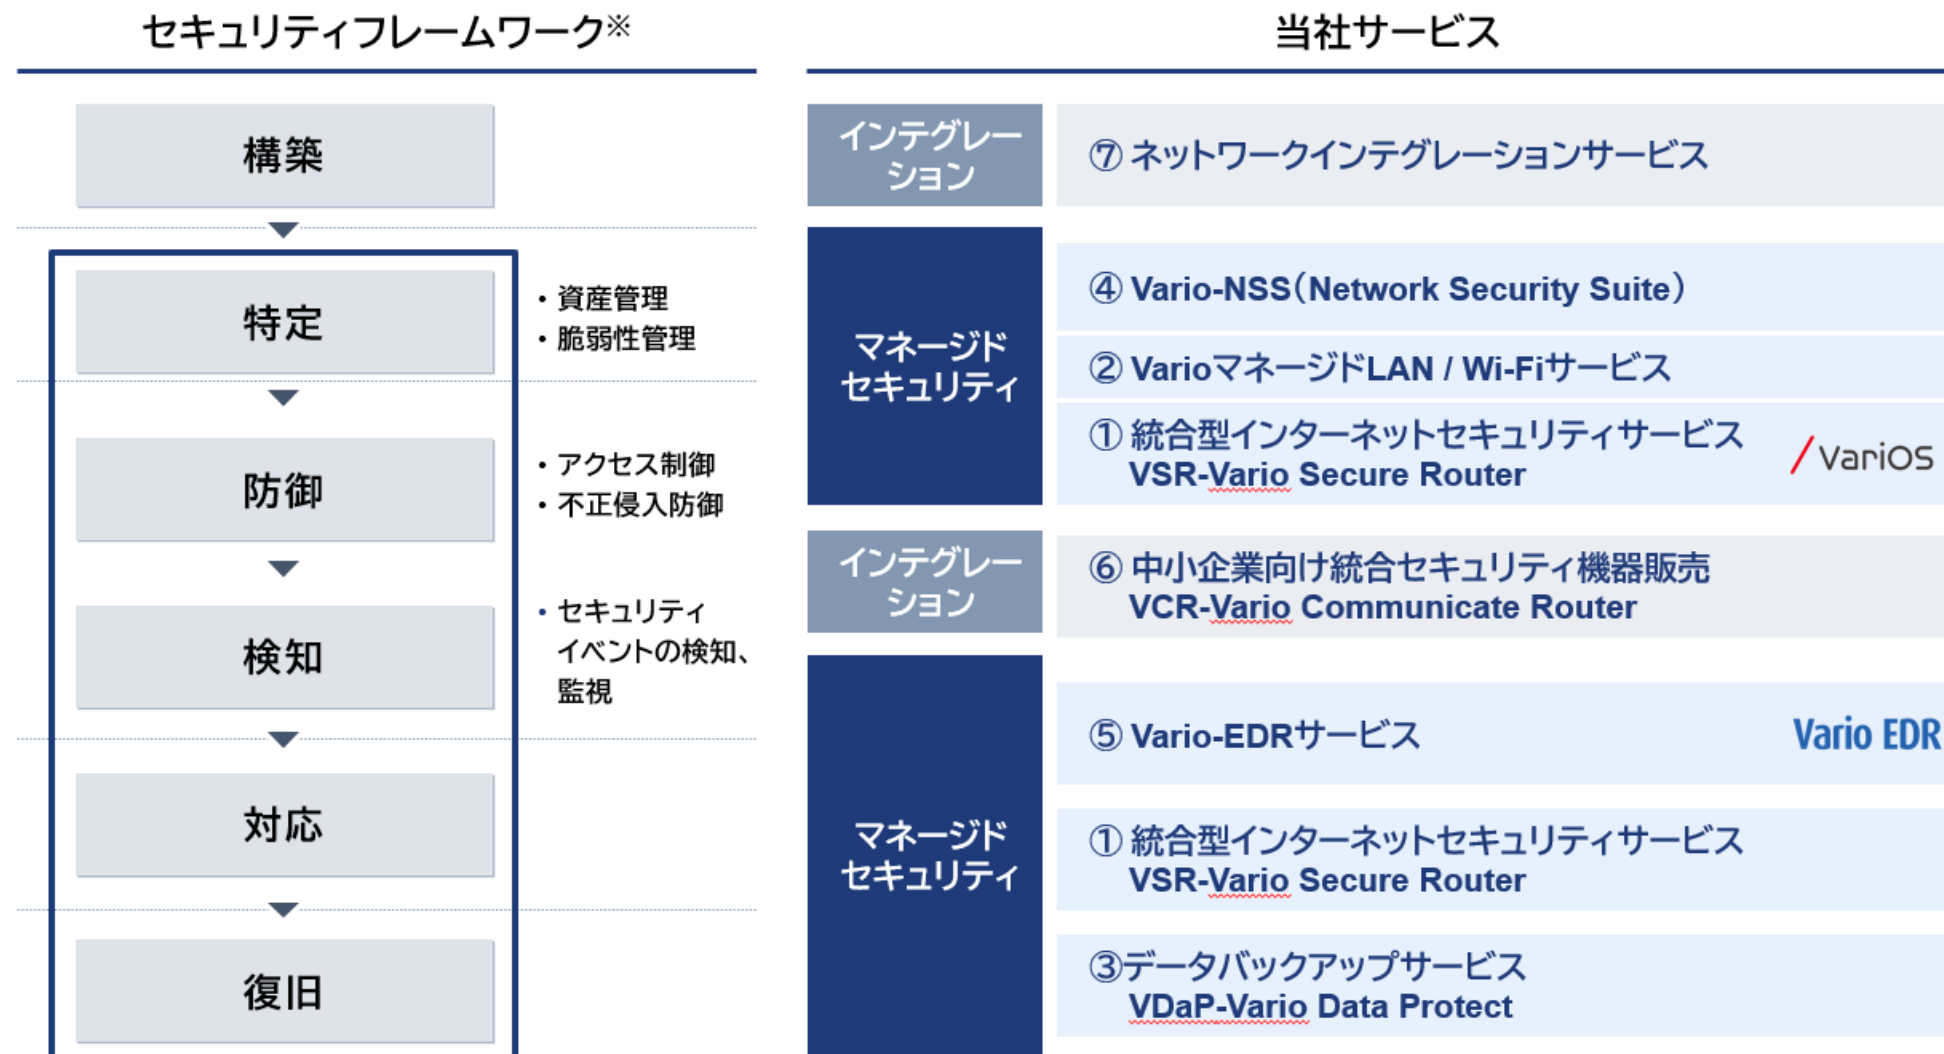 セキュリティフレームワーク※
構築
特定
・資産管理
・脆弱性管理
防御
・アクセス制御
・不正侵入防御
検知
・セキュリティ
イベントの検知、
監視
対応
復旧
当社サービス
インテグレー
ション
⑦ ネットワークインテグレーションサービス
マネージド
セキュリティ
④ Vario-NSS（Network Security Suite）
② VarioマネージドLAN / Wi-Fiサービス
① 統合型インターネットセキュリティサービス
VSR-Vario Secure Router
VariOS
インテグレー
ション
⑥ 中小企業向け統合セキュリティ機器販売
VCR-Vario Communicate Router
マネージド
セキュリティ
⑤ Vario-EDRサービス
Vario EDR
① 統合型インターネットセキュリティサービス
VSR-Vario Secure Router
③データバックアップサービス
VDaP-Vario Data Protect